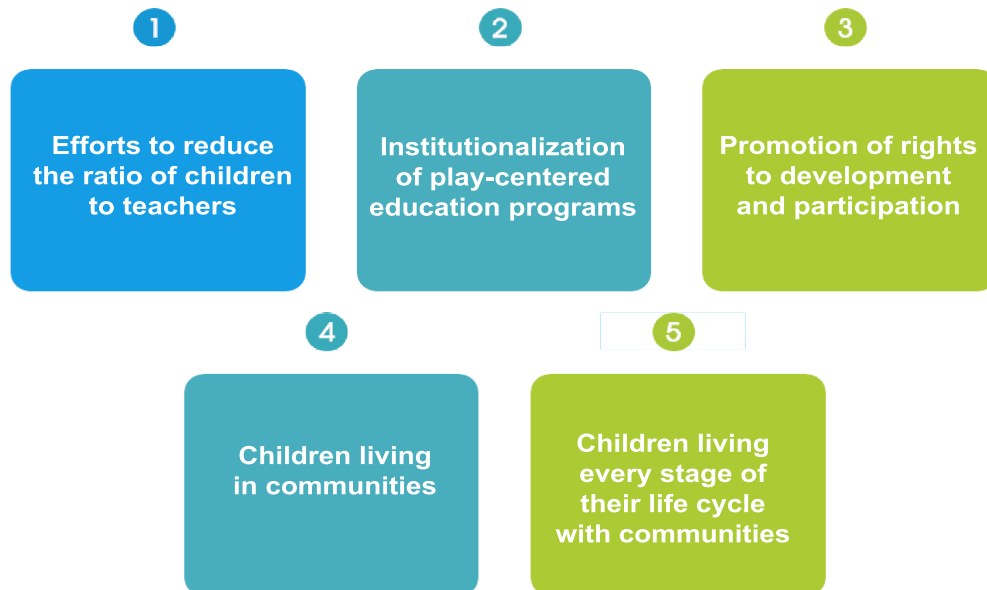 1
Efforts to reduce
the ratio of children
to teachers
2
Institutionalization
of play-centered
education programs
3
Promotion of rights
to development
and participation
4
Children living
in communities
5
Children living
every stage of
their life cycle
with communities